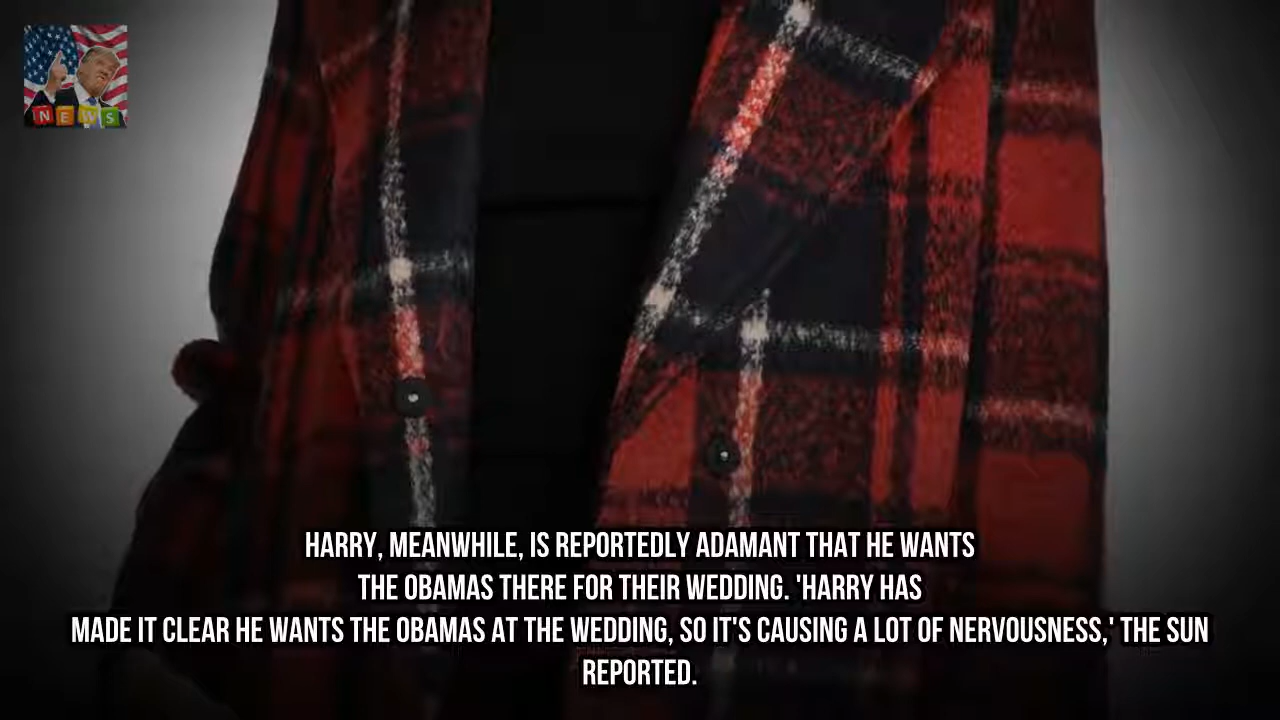 NEWS
HARRY, MEANWHILE, IS REPORTEDLY ADAMANT THAT HE WANTS
THE OBAMAS THERE FOR THEIR WEDDING. 'HARRY HAS
MADE IT CLEAR HE WANTS THE OBAMAS AT THE WEDDING, SO IT'S CAUSING A LOT OF NERVOUSNESS,' THE SUN
REPORTED.